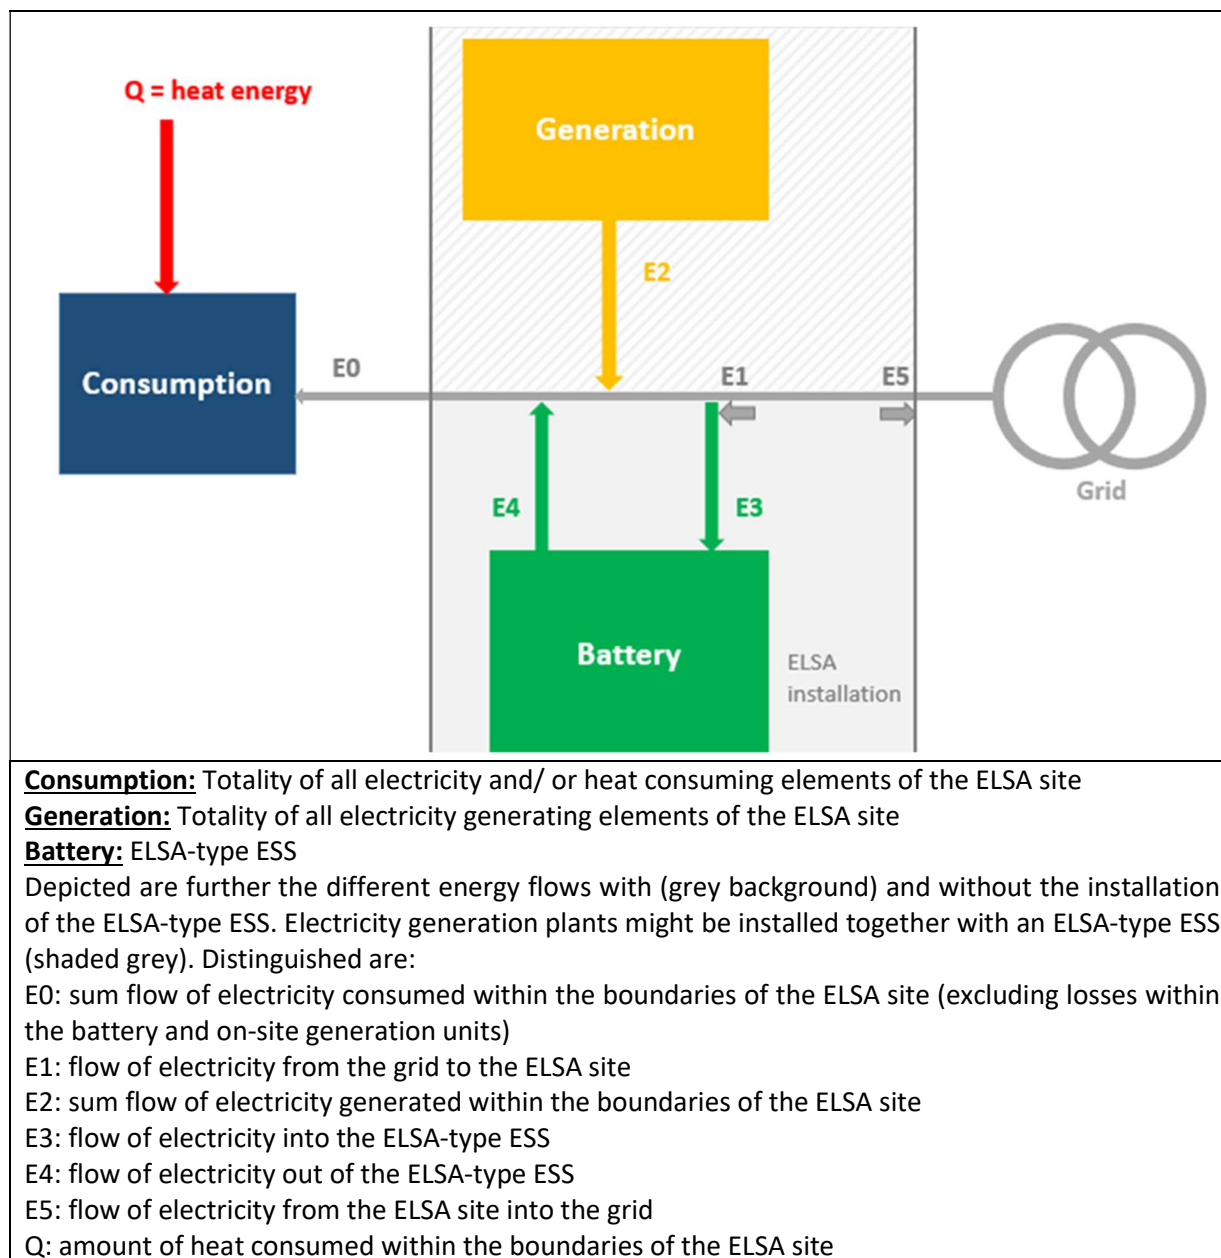 Q = heat energy
Generation
E2
E0
E1
E5
Consumption
Grid
E4
E3
Battery
ELSA
installation
Consumption: Totality of all electricity and/ or heat consuming elements of the ELSA site
Generation: Totality of all electricity generating elements of the ELSA site
Battery: ELSA-type ESS
Depicted are further the different energy flows with (grey background) and without the installation
of the ELSA-type ESS. Electricity generation plants might be installed together with an ELSA-type ESS
(shaded grey). Distinguished are:
E0: sum flow of electricity consumed within the boundaries of the ELSA site (excluding losses within
the battery and on-site generation units)
E1: flow of electricity from the grid to the ELSA site
E2: sum flow of electricity generated within the boundaries of the ELSA site
E3: flow of electricity into the ELSA-type ESS
E4: flow of electricity out of the ELSA-type ESS
E5: flow of electricity from the ELSA site into the grid
Q: amount of heat consumed within the boundaries of the ELSA site